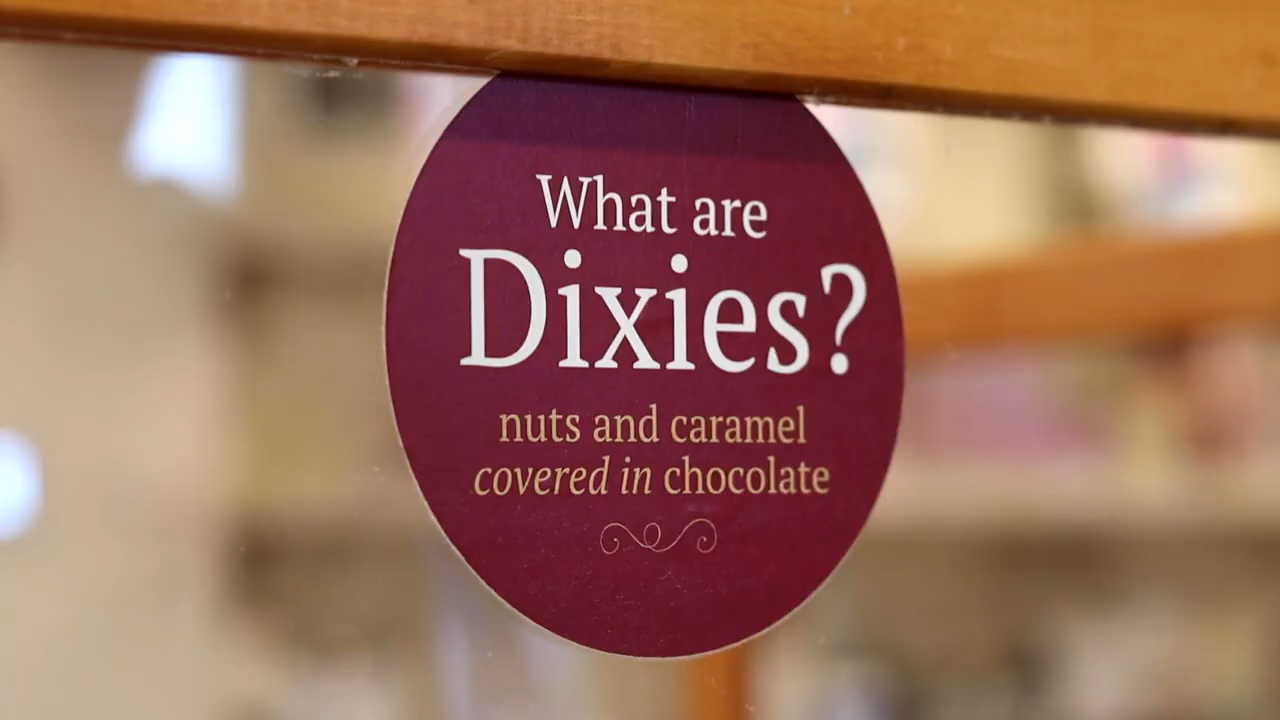 What are
Dixies?
nuts and caramel
covered in chocolate